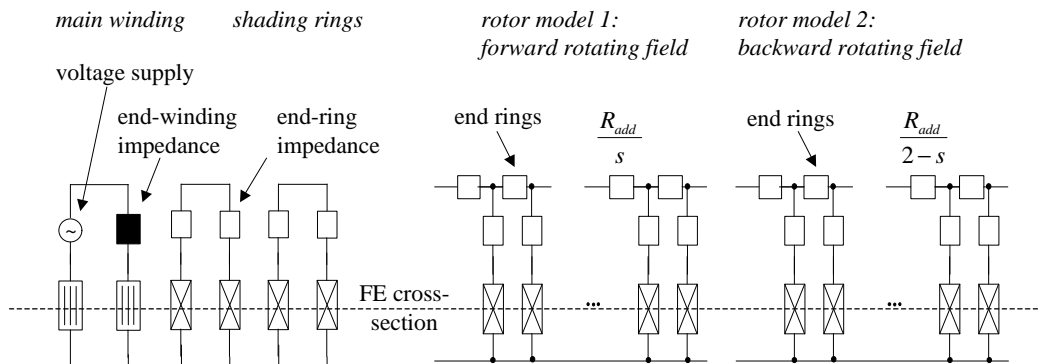 main winding
shading rings
rotor model 1:
forward rotating field
rotor model 2:
backward rotating field
voltage supply
end-winding
impedance
end-ring
impedance
end rings
R_add
s
end rings
R_add
2 − s
~
FE cross-
section
...
...